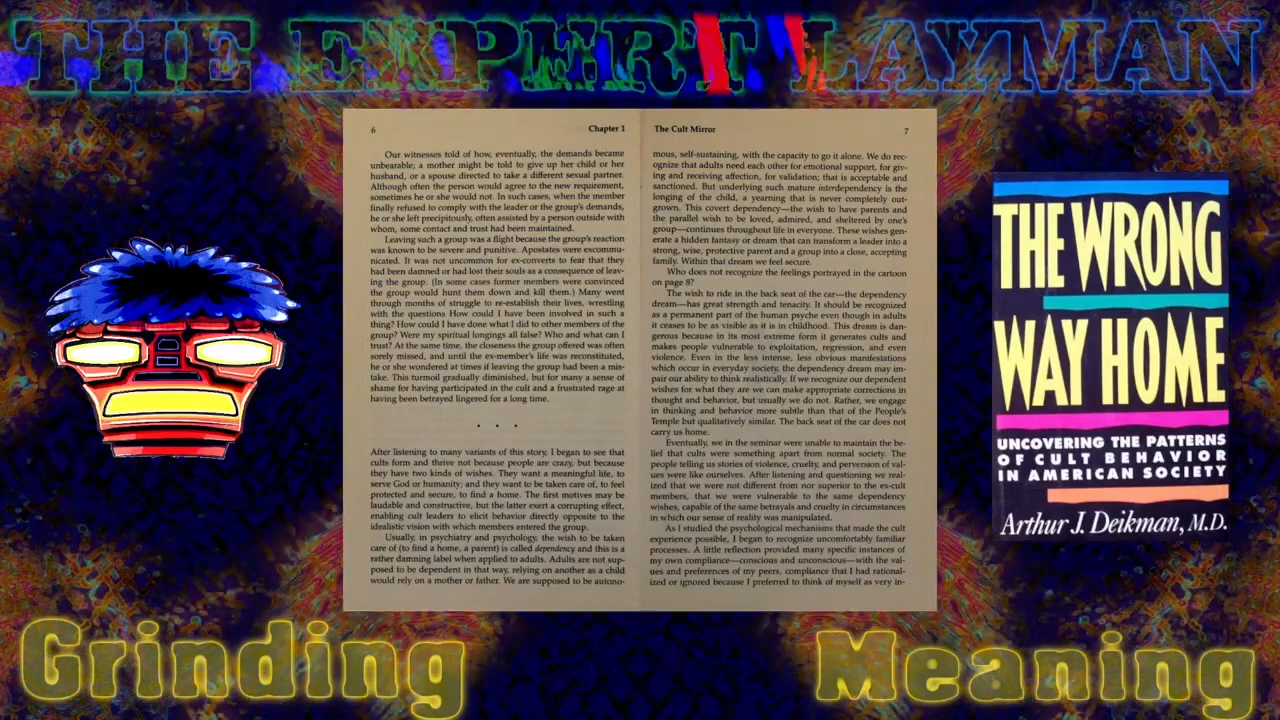 THE EXPERT LAYMAN
6 Chapter 1
Our witnesses told of how, eventually, the demands became
unbearable; a mother might be told to give up her child or her
husband, or a spouse directed to take a different sexual partner.
Although often the person would agree to the new requirement,
sometimes he or she would not. In such cases, when the member
finally refused to comply with the leader or the group's demands,
he or she left precipitously, often assisted by a person outside with
whom, some contact and trust had been maintained.
Leaving such a group was a flight because the group's reaction
was known to be severe and punitive. Apostates were excommu-
nicated. It was not uncommon for ex-converts to fear that they
had been damned or had lost their souls as a consequence of leav-
ing the group. (In some cases former members were convinced
the group would hunt them down and kill them.) Many went
through months of struggle to re-establish their lives, wrestling
with the questions How could I have been involved in such a
thing? How could I have done what I did to other members of the
group? Were my spiritual longings all false? Who and what can I
trust? At the same time, the closeness the group offered was often
sorely missed, and until the ex-member's life was reconstituted,
he or she wondered at times if leaving the group had been a mis-
take. This turmoil gradually diminished, but for many a sense of
shame for having participated in the cult and a frustrated rage at
having been betrayed lingered for a long time.
. . .
After listening to many variants of this story, I began to see that
cults form and thrive not because people are crazy, but because
they have two kinds of wishes. They want a meaningful life, to
serve God or humanity; and they want to be taken care of, to feel
protected and secure, to find a home. The first motives may be
laudable and constructive, but the latter exert a corrupting effect,
enabling cult leaders to elicit behavior directly opposite to the
idealistic vision with which members entered the group.
Usually, in psychiatry and psychology, the wish to be taken
care of (to find a home, a parent) is called dependency and this is a
rather damning label when applied to adults. Adults are not sup-
posed to be dependent in that way, relying on another as a child
would rely on a mother or father. We are supposed to be autono-
The Cult Mirror 7
mous, self-sustaining, with the capacity to go it alone. We do rec-
ognize that adults need each other for emotional support, for giv-
ing and receiving affection, for validation; that is acceptable and
sanctioned. But underlying such mature interdependency is the
longing of the child, a yearning that is never completely out-
grown. This covert dependency—the wish to have parents and
the parallel wish to be loved, admired, and sheltered by one's
group—continues throughout life in everyone. These wishes gen-
erate a hidden fantasy or dream that can transform a leader into a
strong, wise, protective parent and a group into a close, accepting
family. Within that dream we feel secure.
Who does not recognize the feelings portrayed in the cartoon
on page 8?
The wish to ride in the back seat of the car—the dependency
dream—has great strength and tenacity. It should be recognized
as a permanent part of the human psyche even though in adults
it ceases to be as visible as it is in childhood. This dream is dan-
gerous because in its most extreme form it generates cults and
makes people vulnerable to exploitation, regression, and even
violence. Even in the less intense, less obvious manifestations
which occur in everyday society, the dependency dream may im-
pair our ability to think realistically. If we recognize our dependent
wishes for what they are we can make appropriate corrections in
thought and behavior, but usually we do not. Rather, we engage
in thinking and behavior more subtle than that of the People's
Temple but qualitatively similar. The back seat of the car does not
carry us home.
Eventually, we in the seminar were unable to maintain the be-
lief that cults were something apart from normal society. The
people telling us stories of violence, cruelty, and perversion of val-
ues were like ourselves. After listening and questioning we real-
ized that we were not different from nor superior to the ex-cult
members, that we were vulnerable to the same dependency
wishes, capable of the same betrayals and cruelty in circumstances
in which our sense of reality was manipulated.
As I studied the psychological mechanisms that made the cult
experience possible, I began to recognize uncomfortably familiar
processes. A little reflection provided many specific instances of
my own compliance—conscious and unconscious—with the val-
ues and preferences of my peers, compliance that I had rational-
ized or ignored because I preferred to think of myself as very in-
THE WRONG
WAY HOME
UNCOVERING THE PATTERNS
OF CULT BEHAVIOR
IN AMERICAN SOCIETY
Arthur J. Deikman, M.D.
Grinding Meaning